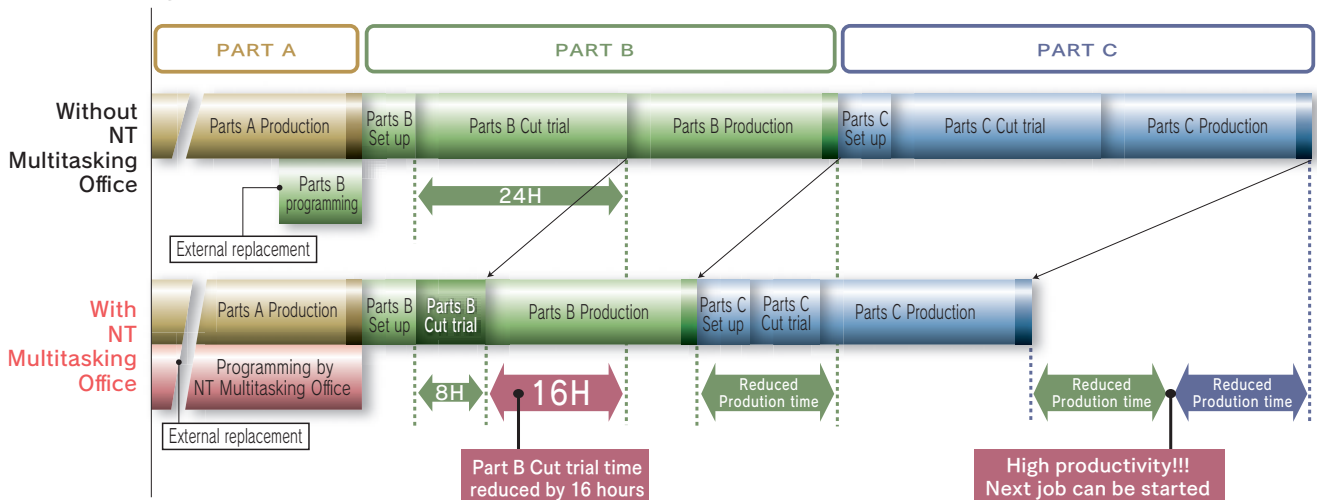 PART A
PART B
PART C
Without
NT
Multitasking
Office
Parts A Production
Parts B
Set up
Parts B Cut trial
Parts B Production
Parts C
Set up
Parts C Cut trial
Parts C Production
Parts B
programming
24H
External replacement
With
NT
Multitasking
Office
Parts A Production
Parts B
Set up
Parts B
Cut trial
Parts B Production
Parts C
Set up
Parts C
Cut trial
Parts C Production
Programming by
NT Multitasking Office
8H
16H
Reduced
Prodution time
Reduced
Prodution time
Reduced
Prodution time
External replacement
Part B Cut trial time
reduced by 16 hours
High productivity!!!
Next job can be started